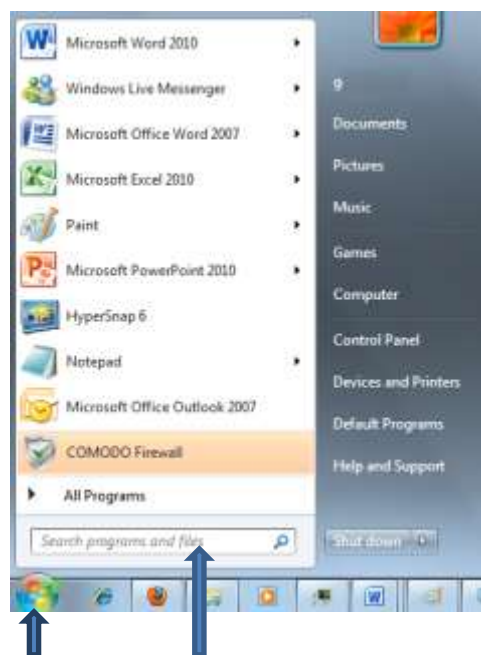 Microsoft Word 2010
Windows Live Messenger
Microsoft Office Word 2007
Microsoft Excel 2010
Paint
Microsoft PowerPoint 2010
HyperSnap 6
Notepad
Microsoft Office Outlook 2007
COMODO Firewall
All Programs
Search programs and files
9
Documents
Pictures
Music
Games
Computer
Control Panel
Devices and Printers
Default Programs
Help and Support
Shut down